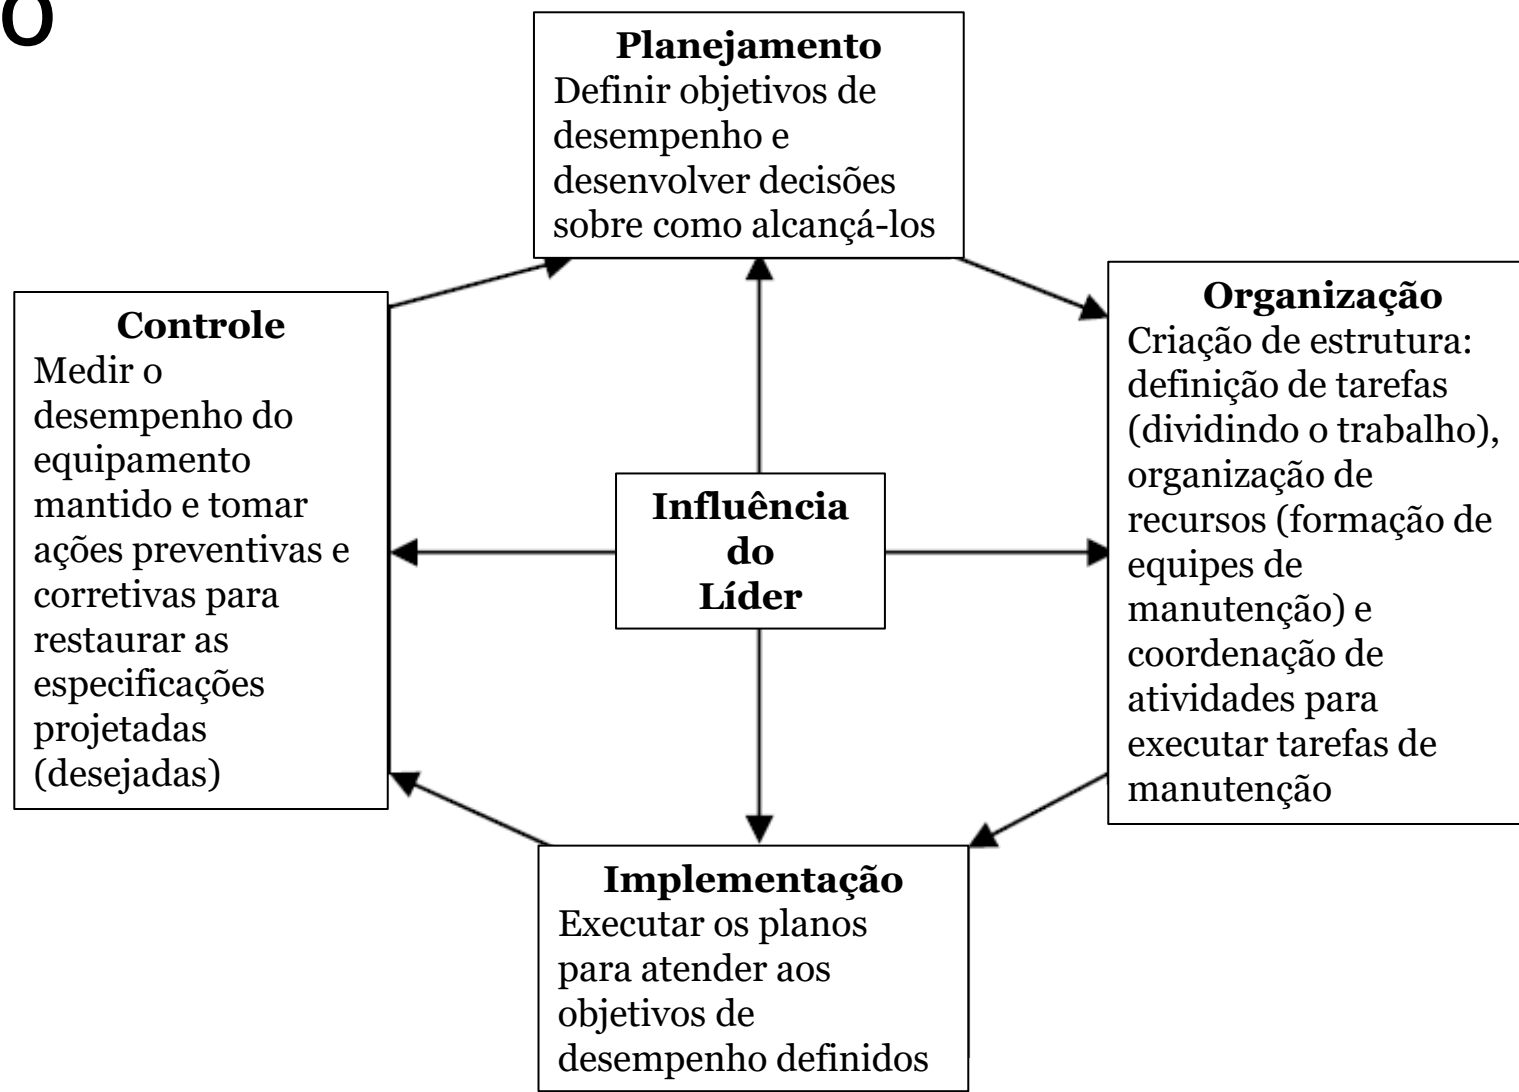 o
Planejamento
Definir objetivos de
desempenho e
desenvolver decisões
sobre como alcançá-los
Organização
Criação de estrutura:
definição de tarefas
(dividindo o trabalho),
organização de
recursos (formação de
equipes de
manutenção) e
coordenação de
atividades para
executar tarefas de
manutenção
Controle
Medir o
desempenho do
equipamento
mantido e tomar
ações preventivas e
corretivas para
restaurar as
especificações
projetadas
(desejadas)
Influência
do
Líder
Implementação
Executar os planos
para atender aos
objetivos de
desempenho definidos